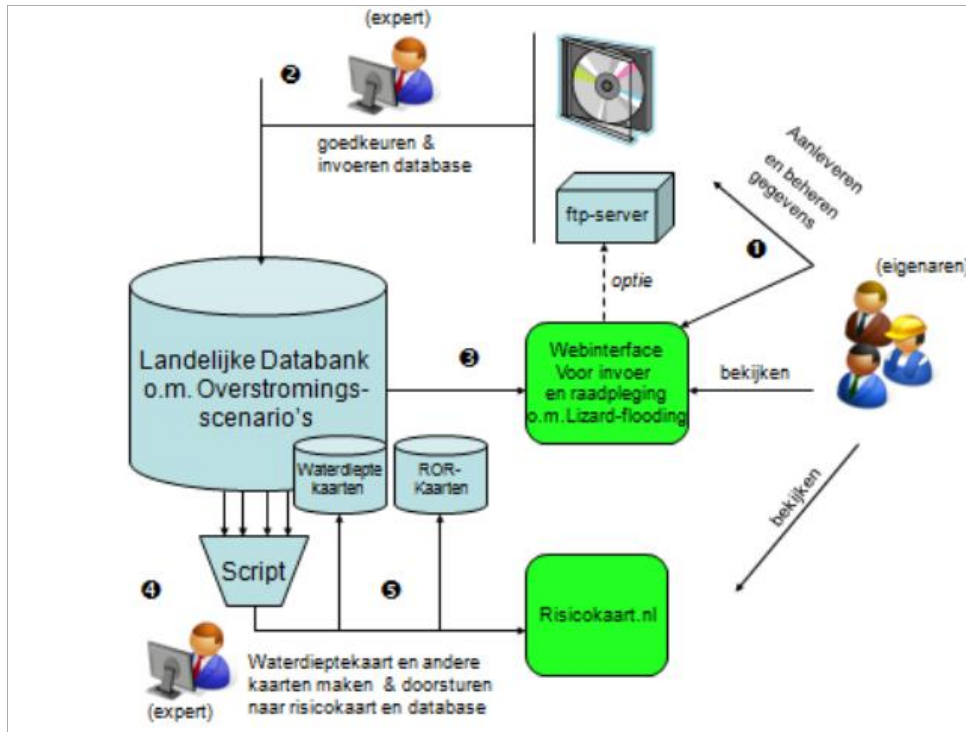 (expert)
❷
goedkeuren &
invoeren database
ftp-server
Aanleveren
en beheren
gegevens
❶
(eigenaren)
optie
Landelijke Databank
o.m. Overstromings-
scenario's
❸
Webinterface
Voor invoer
en raadpleging
o.m. Lizard-flooding
bekijken
Waterdiepte
kaarten
ROR-
Kaarten
bekijken
Script
❹
❺
Risicokaart.nl
(expert)
Waterdieptekaart en andere
kaarten maken & doorsturen
naar risicokaart en database